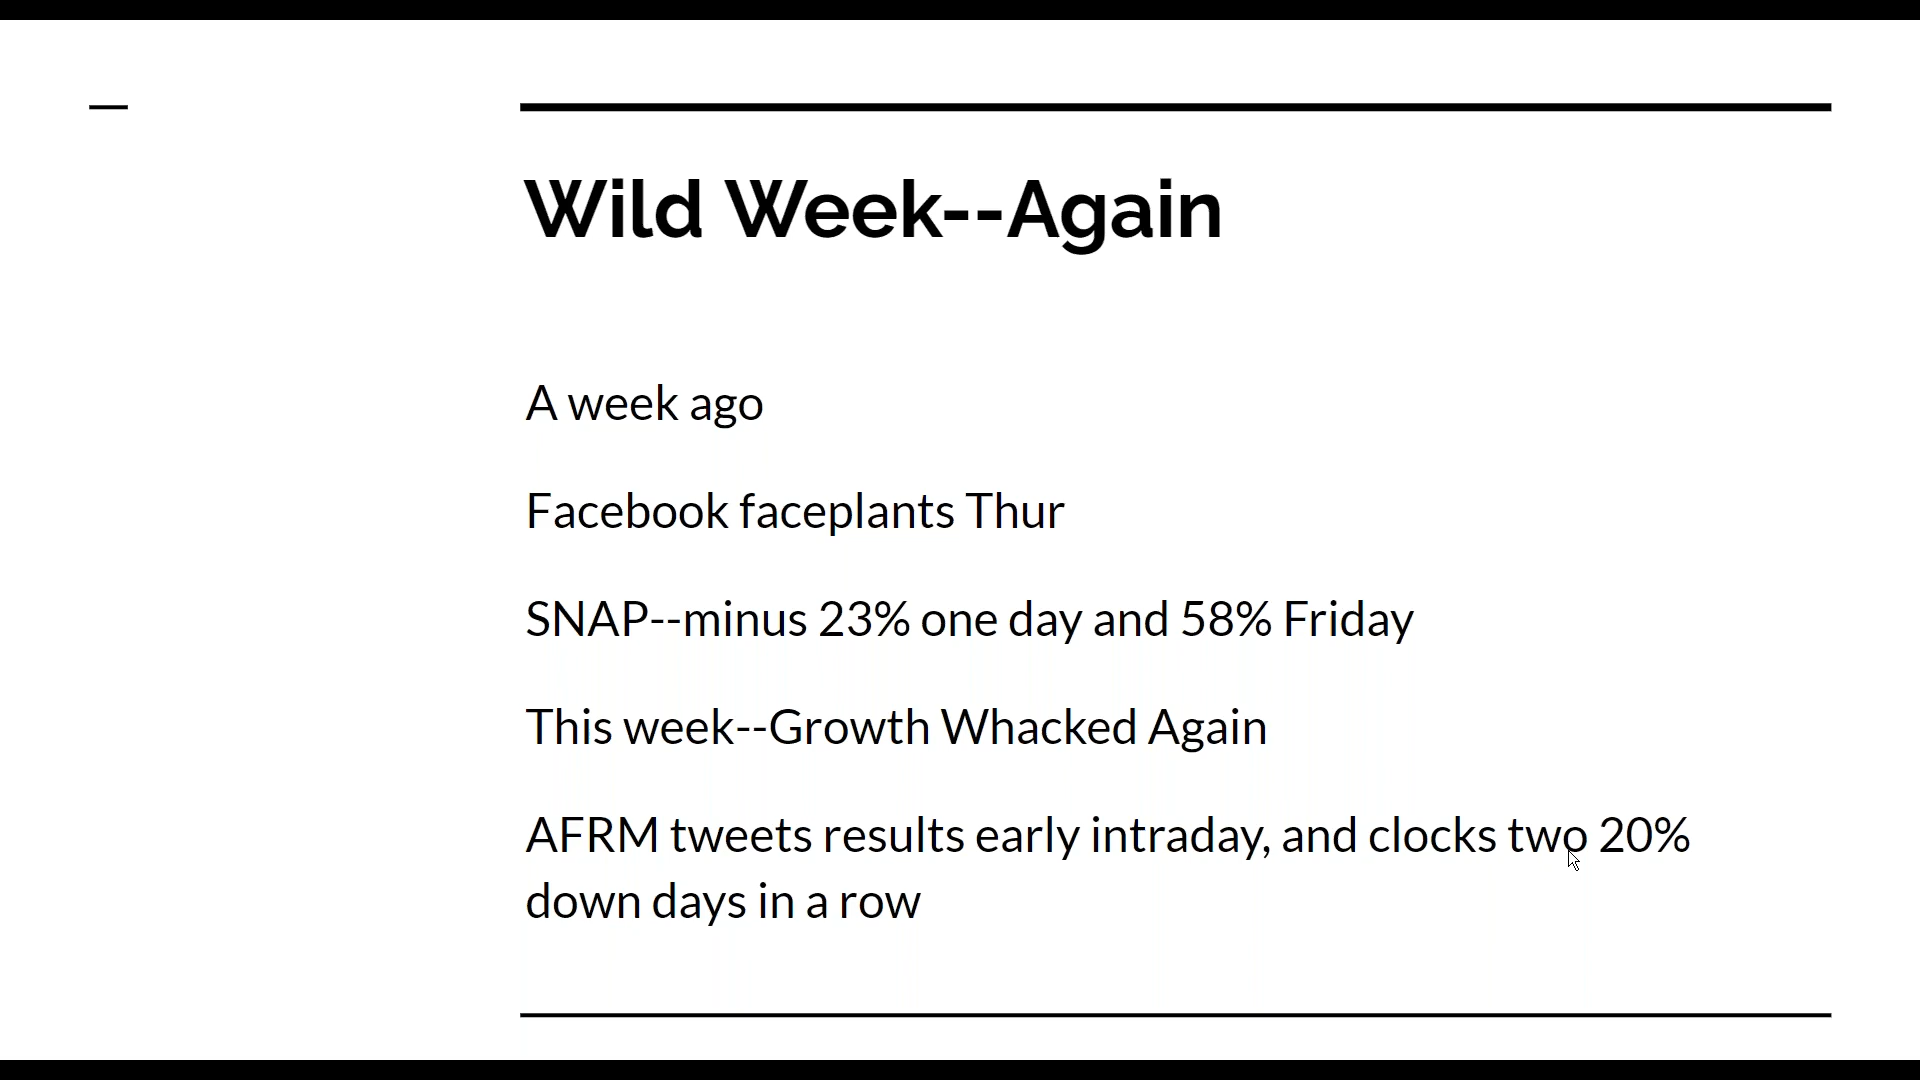 Wild Week--Again
A week ago
Facebook faceplants Thur
SNAP--minus 23% one day and 58% Friday
This week--Growth Whacked Again
AFRM tweets results early intraday, and clocks two 20%
down days in a row